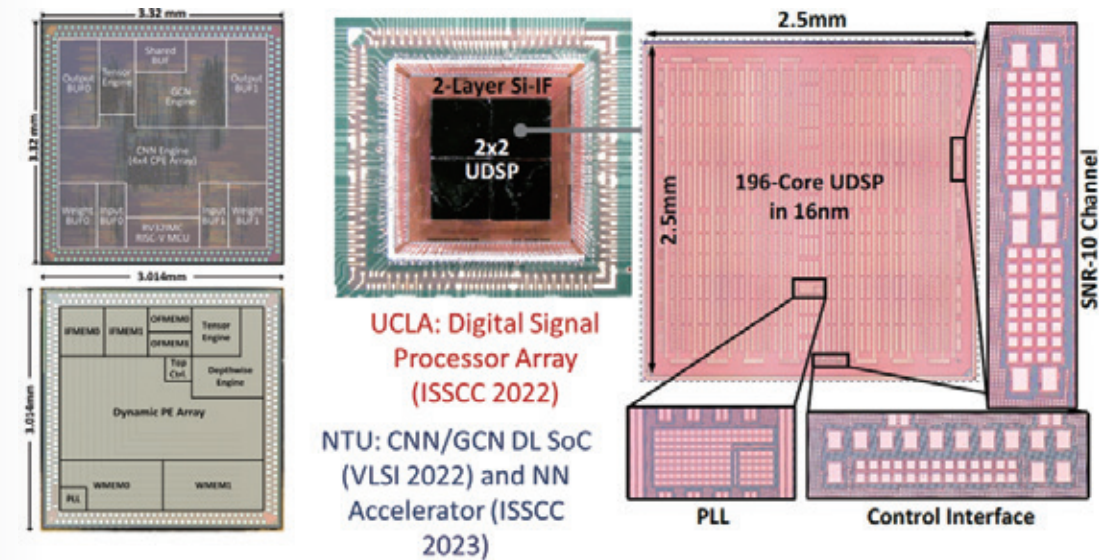 3.32 mm
3.32 mm
Output
BUF0
Tensor
Engine
Shared
BUF
GCN
Engine
Output
BUF1
CNN Engine
(4x4 CPE Array)
Weight
BUF0
Input
BUF0
RV32IMC
RISC-V MCU
Input
BUF1
Weight
BUF1
3.014mm
3.014mm
IFMEM0
IFMEM1
OFMEM0
OFMEM1
Tensor
Engine
Top
Ctrl.
Depthwise
Engine
Dynamic PE Array
WMEM0
WMEM1
PLL
2-Layer Si-IF
2x2
UDSP
UCLA: Digital Signal
Processor Array
(ISSCC 2022)
NTU: CNN/GCN DL SoC
(VLSI 2022) and NN
Accelerator (ISSCC
2023)
2.5mm
2.5mm
196-Core UDSP
in 16nm
SNR-10 Channel
PLL
Control Interface